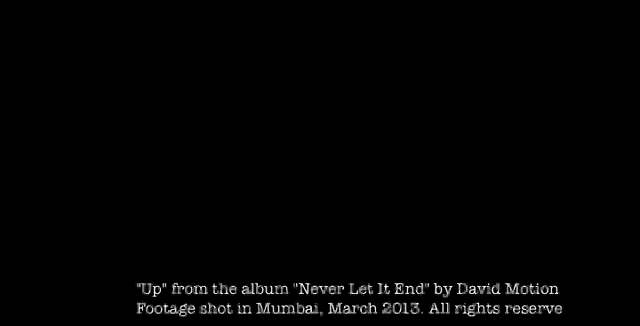 "Up" from the album "Never Let It End" by David Motion
Footage shot in Mumbai, March 2013. All rights reserve